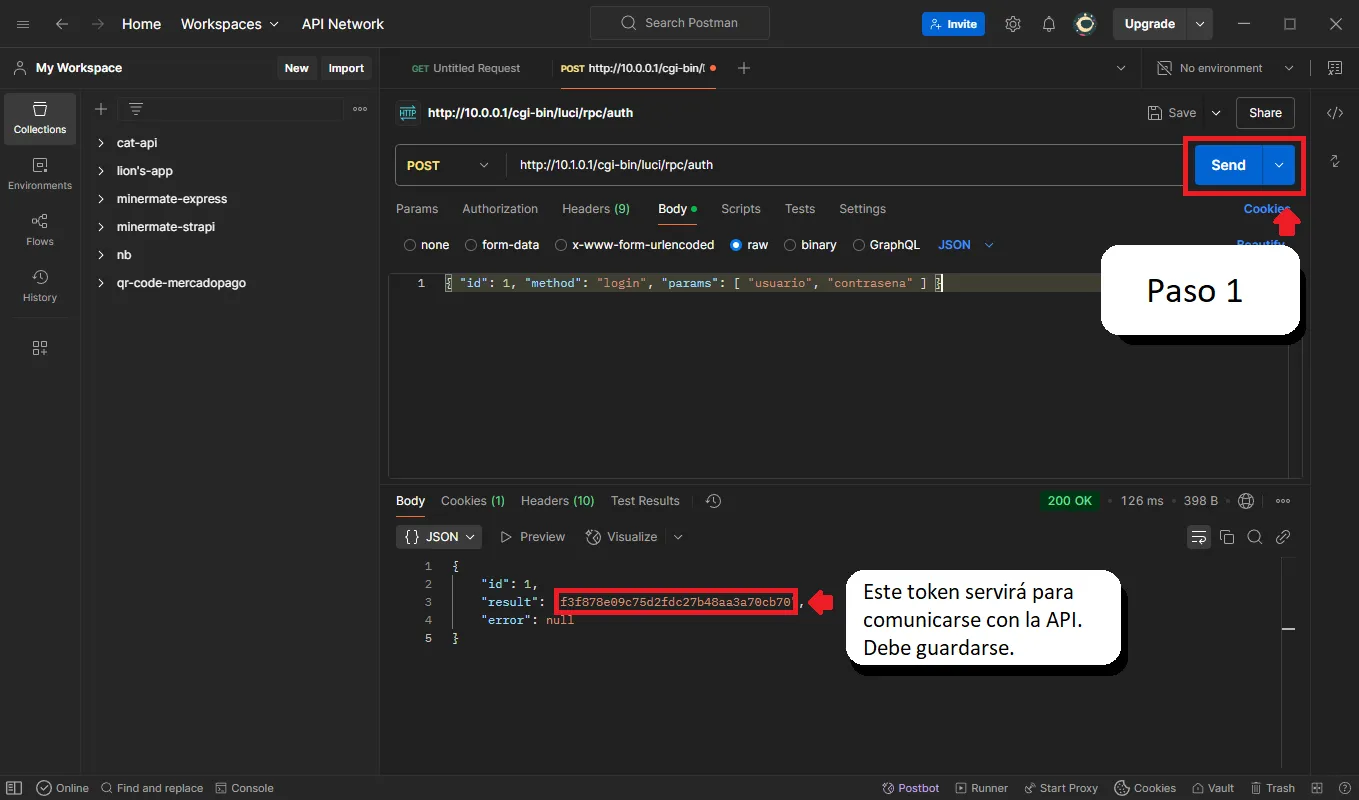 Home Workspaces API Network Search Postman Invite Upgrade
My Workspace New Import GET Untitled Request POST http://10.0.0.1/cgi-bin/l No environment
Collections
Environments
Flows
History
cat-api
lion's-app
minermate-express
minermate-strapi
nb
qr-code-mercadopago
HTTP http://10.0.0.1/cgi-bin/luci/rpc/auth Save Share
POST http://10.1.0.1/cgi-bin/luci/rpc/auth Send
Params Authorization Headers (9) Body Scripts Tests Settings Cookies
none form-data x-www-form-urlencoded raw binary GraphQL JSON Beautify
1 { "id": 1, "method": "login", "params": [ "usuario", "contrasena" ] }
Paso 1
Body Cookies (1) Headers (10) Test Results 200 OK • 126 ms • 398 B
{} JSON Preview Visualize
1 {
2 "id": 1,
3 "result": f3f878e09c75d2fdc27b48aa3a70cb70",
4 "error": null
5 }
Este token servirá para
comunicarse con la API.
Debe guardarse.
Online Find and replace Console Postbot Runner Start Proxy Cookies Vault Trash